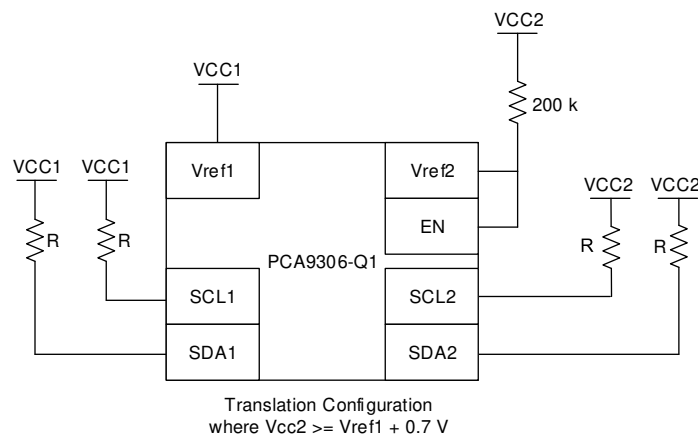 VCC2
VCC1
200 k
VCC1 VCC1
Vref1 Vref2
VCC2 VCC2
EN
R R
R R
PCA9306-Q1
SCL1 SCL2
SDA1 SDA2
Translation Configuration
where Vcc2 >= Vref1 + 0.7 V